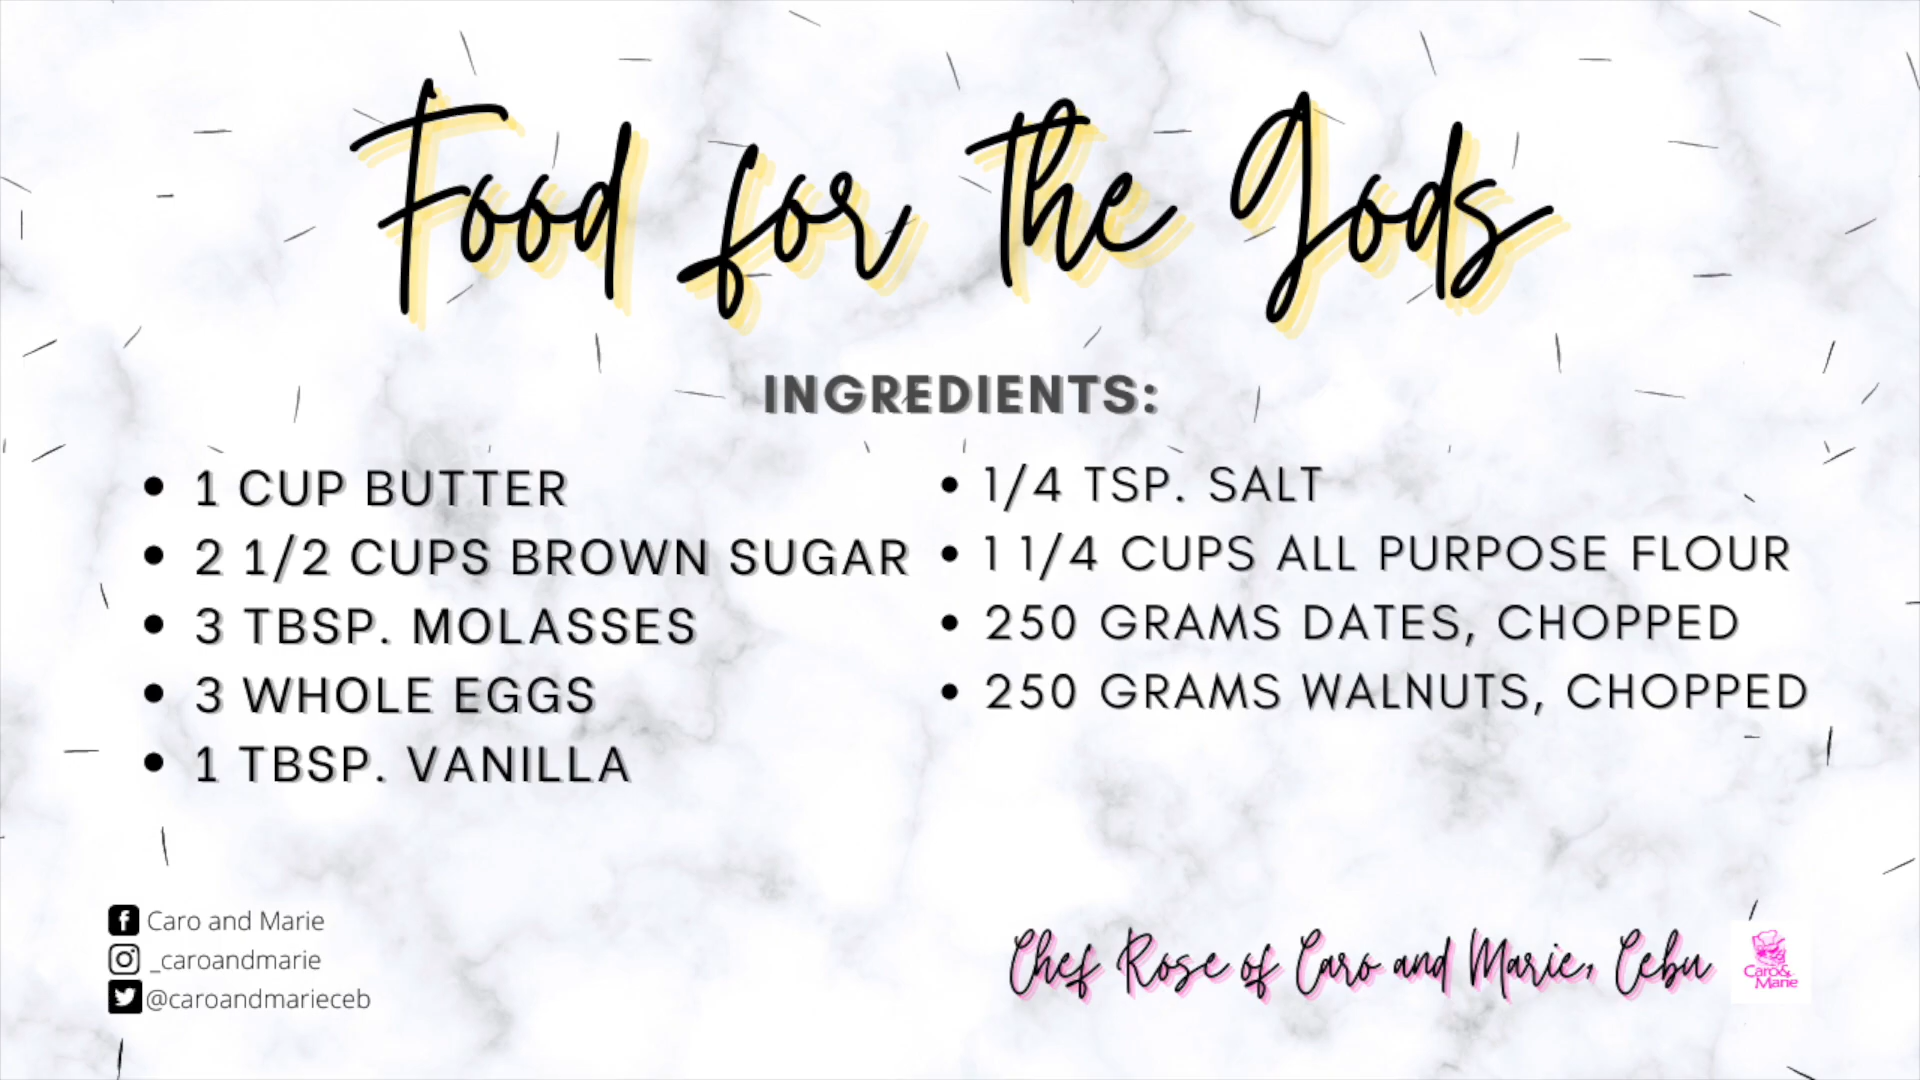 Food for the Gods
INGREDIENTS:
1 CUP BUTTER
2 1/2 CUPS BROWN SUGAR
3 TBSP. MOLASSES
3 WHOLE EGGS
1 TBSP. VANILLA
1/4 TSP. SALT
1 1/4 CUPS ALL PURPOSE FLOUR
250 GRAMS DATES, CHOPPED
250 GRAMS WALNUTS, CHOPPED
Caro and Marie
_caroandmarie
@caroandmarieceb
Chef Rose of Caro and Marie, Cebu
Caro&
Marie